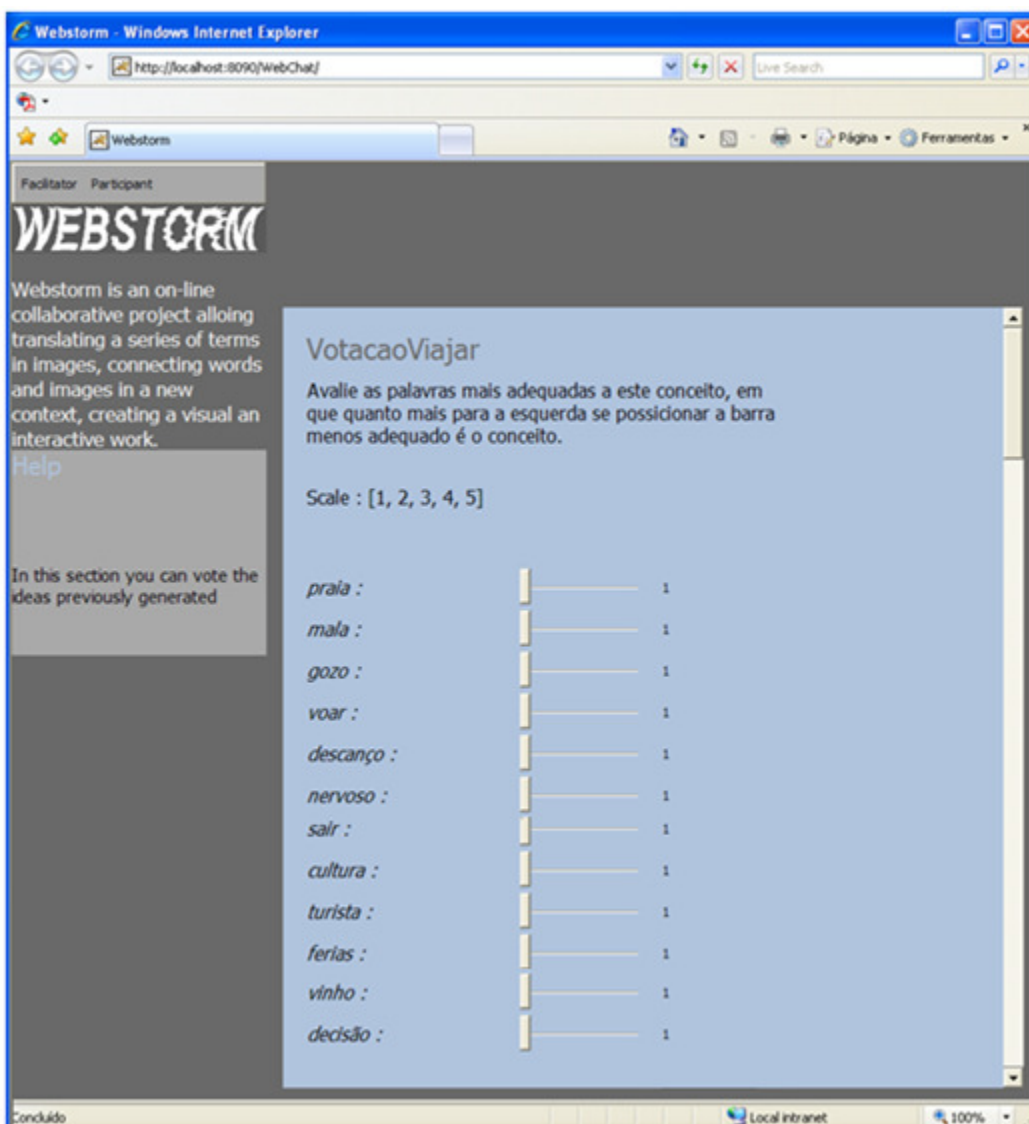 Webstorm - Windows Internet Explorer
http://localhost:8090/WebChat/
Live Search
Webstorm
Página
Ferramentas
Facilitator Participant
WEBSTORM
Webstorm is an on-line
collaborative project alloing
translating a series of terms
in images, connecting words
and images in a new
context, creating a visual an
interactive work.
Help
In this section you can vote the
ideas previously generated
VotacaoViajar
Avalie as palavras mais adequadas a este conceito, em
que quanto mais para a esquerda se possicionar a barra
menos adequado é o conceito.
Scale : [1, 2, 3, 4, 5]
praia : 1
mala : 1
gozo : 1
voar : 1
descanço : 1
nervoso : 1
sair : 1
cultura : 1
turista : 1
ferias : 1
vinho : 1
decisão : 1
Concluído
Local intranet
100%